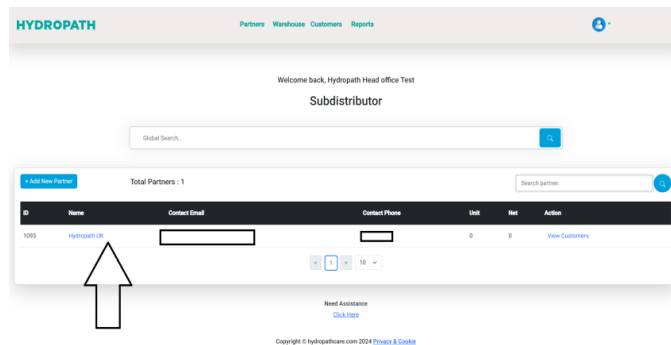 HYDROPATH
Partners Warehouse Customers Reports
Welcome back, Hydropath Head office Test
Subdistributor
Global Search..
+ Add New Partner
Total Partners : 1
Search partner.
ID Name Contact Email Contact Phone Unit Net Action
1093 Hydropath UK 0 0 View Customers
« 1 » 10
Need Assistance
Click Here
Copyright © hydropathcare.com 2024 Privacy & Cookie